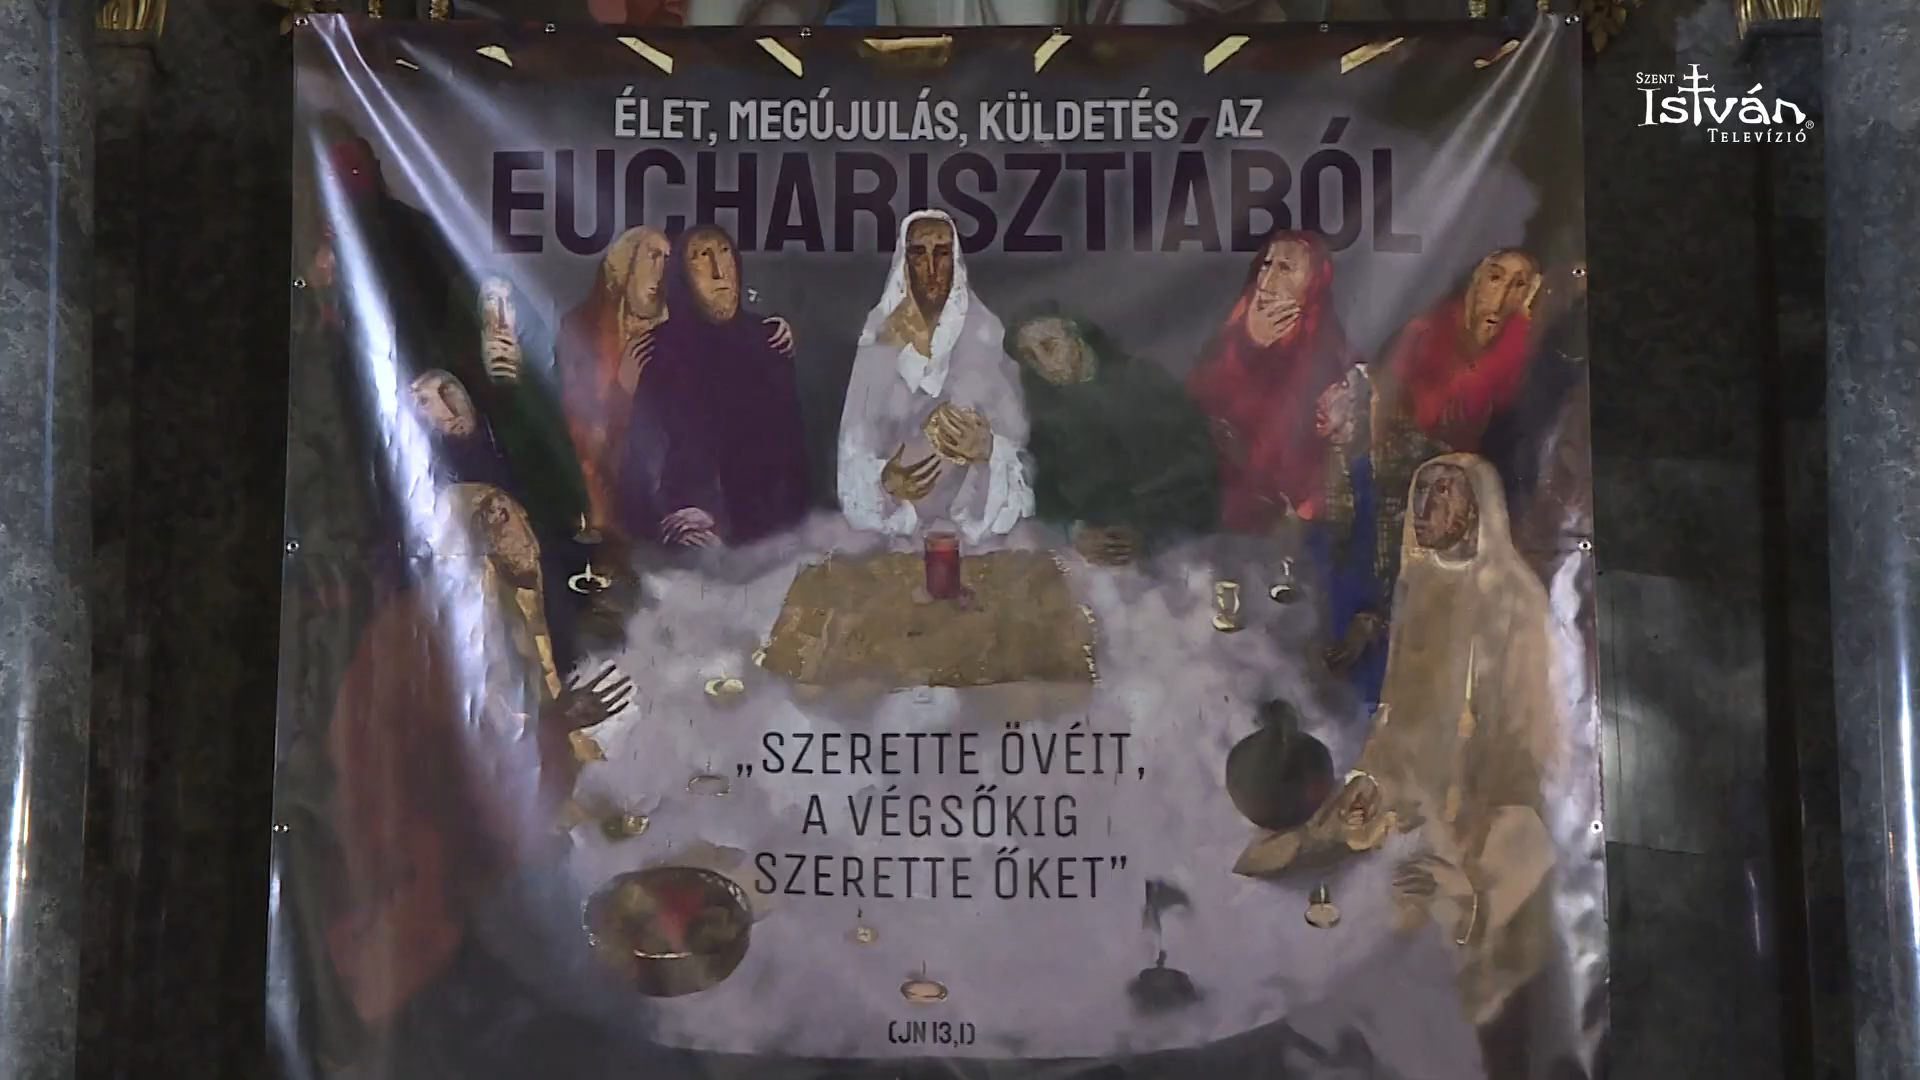 ÉLET, MEGÚJULÁS, KÜLDETÉS AZ
EUCHARISZTIÁBÓL
„SZERETTE ÖVÉIT,
A VÉGSŐKIG
SZERETTE ŐKET”
(JN 13,1)
SZENT
ISTVÁN®
TELEVÍZIÓ